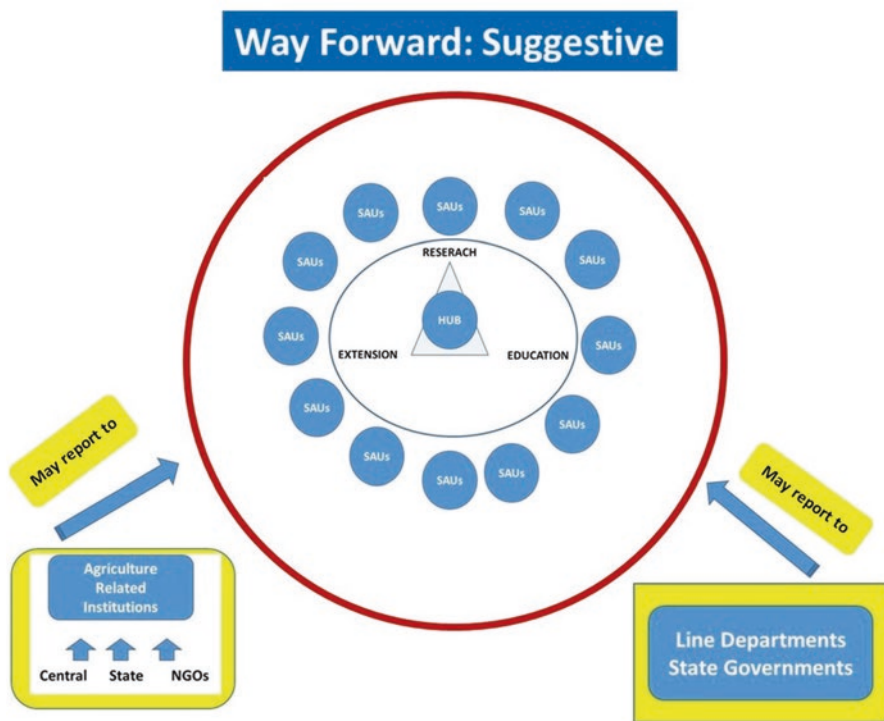 Way Forward: Suggestive
SAUs
SAUs
SAUs
SAUs
SAUs
SAUs
RESERACH
HUB
SAUs
SAUs
EXTENSION
EDUCATION
SAUs
SAUs
SAUs
SAUs
SAUs
May report to
May report to
Agriculture
Related
Institutions
Central State NGOs
Line Departments
State Governments